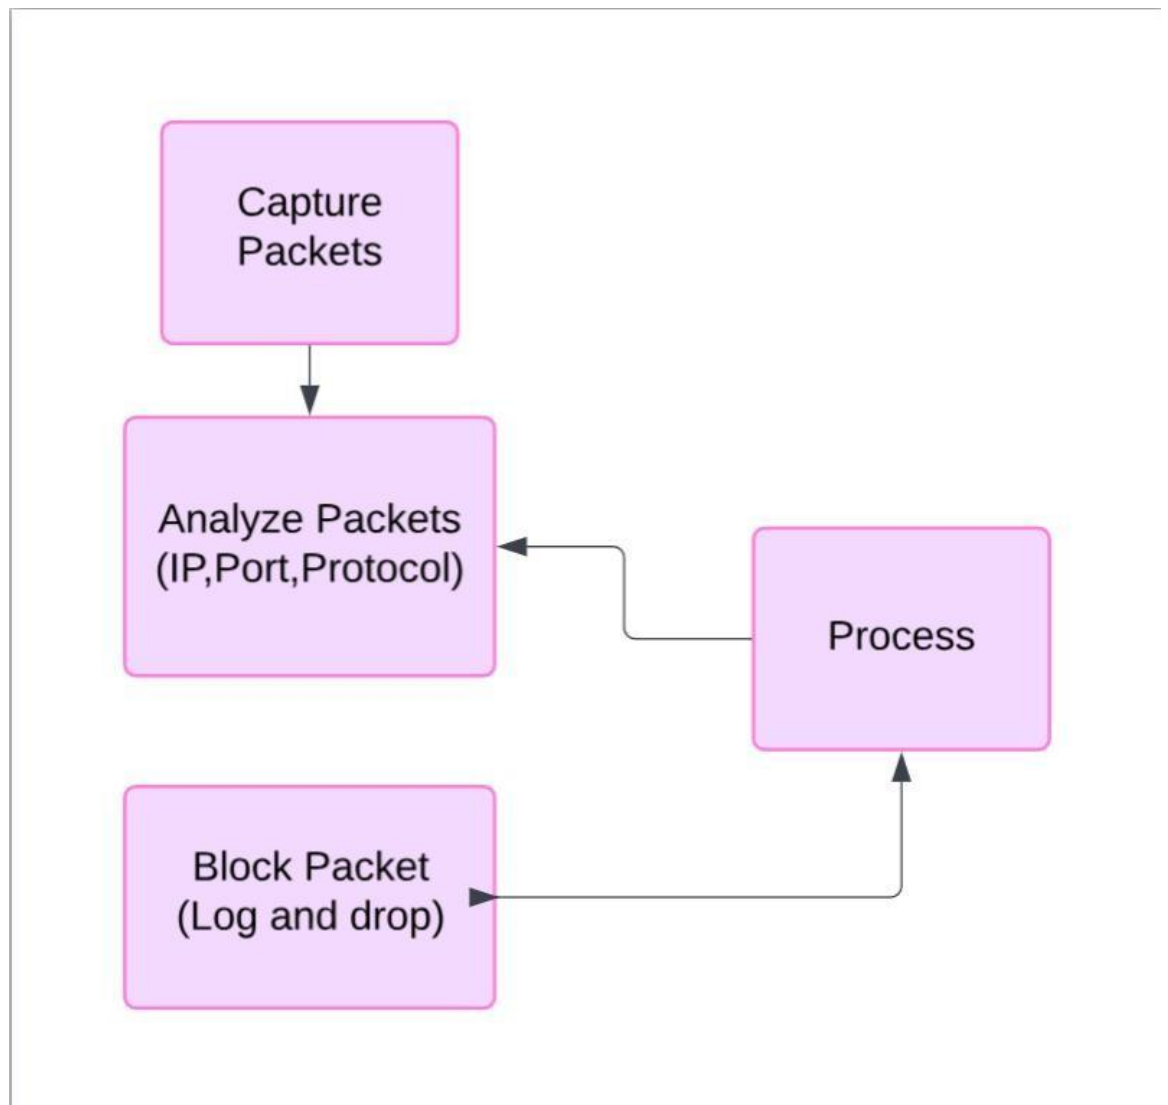 Capture
Packets
Analyze Packets
(IP,Port,Protocol)
Process
Block Packet
(Log and drop)